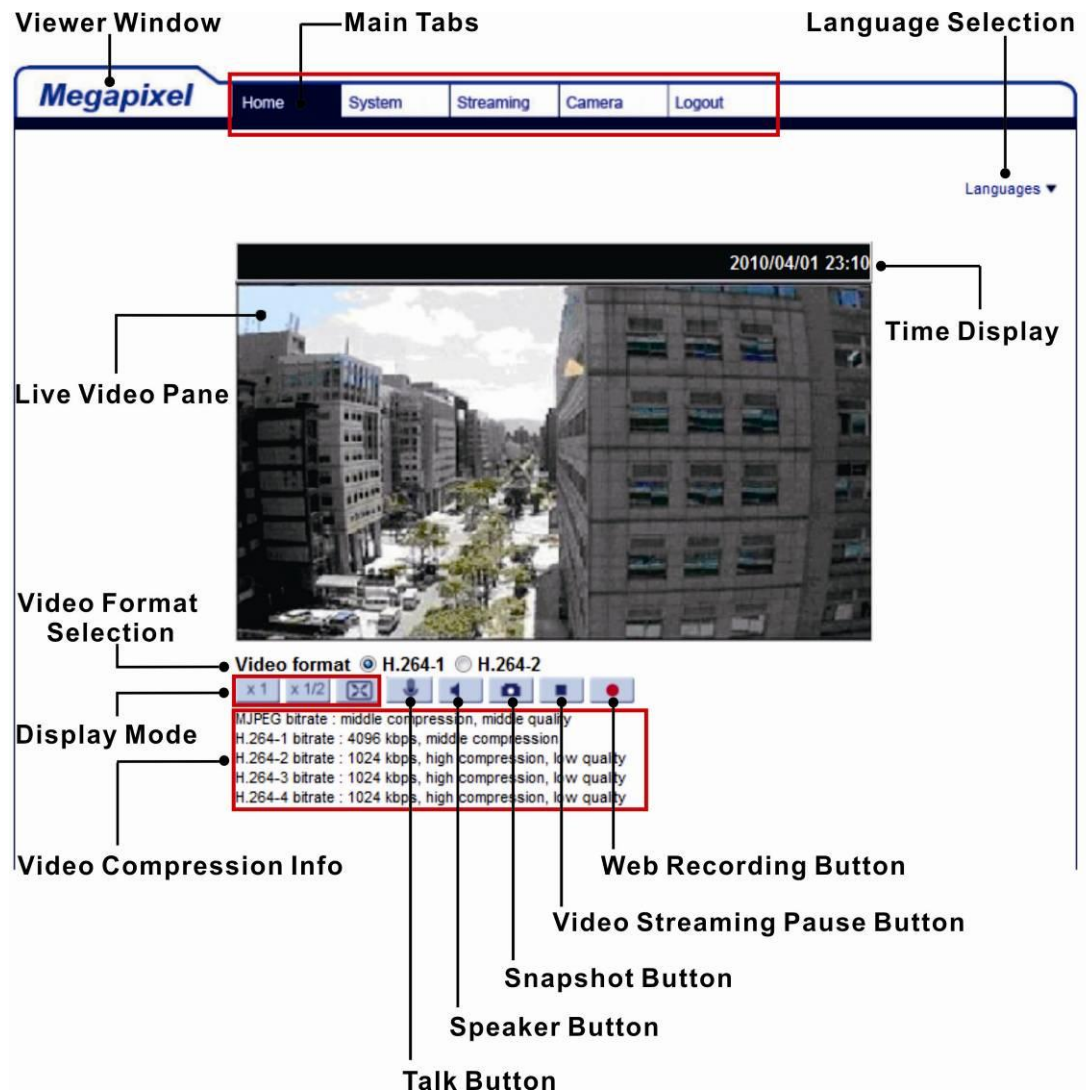 Viewer Window
Main Tabs
Language Selection
Megapixel
Home
System
Streaming
Camera
Logout
Languages ▼
2010/04/01 23:10
Time Display
Live Video Pane
Video Format
Selection
Video format H.264-1 H.264-2
x 1
x 1/2
Display Mode
MJPEG bitrate : middle compression, middle quality
H.264-1 bitrate : 4096 kbps, middle compression
H.264-2 bitrate : 1024 kbps, high compression, low quality
H.264-3 bitrate : 1024 kbps, high compression, low quality
H.264-4 bitrate : 1024 kbps, high compression, low quality
Video Compression Info
Web Recording Button
Video Streaming Pause Button
Snapshot Button
Speaker Button
Talk Button